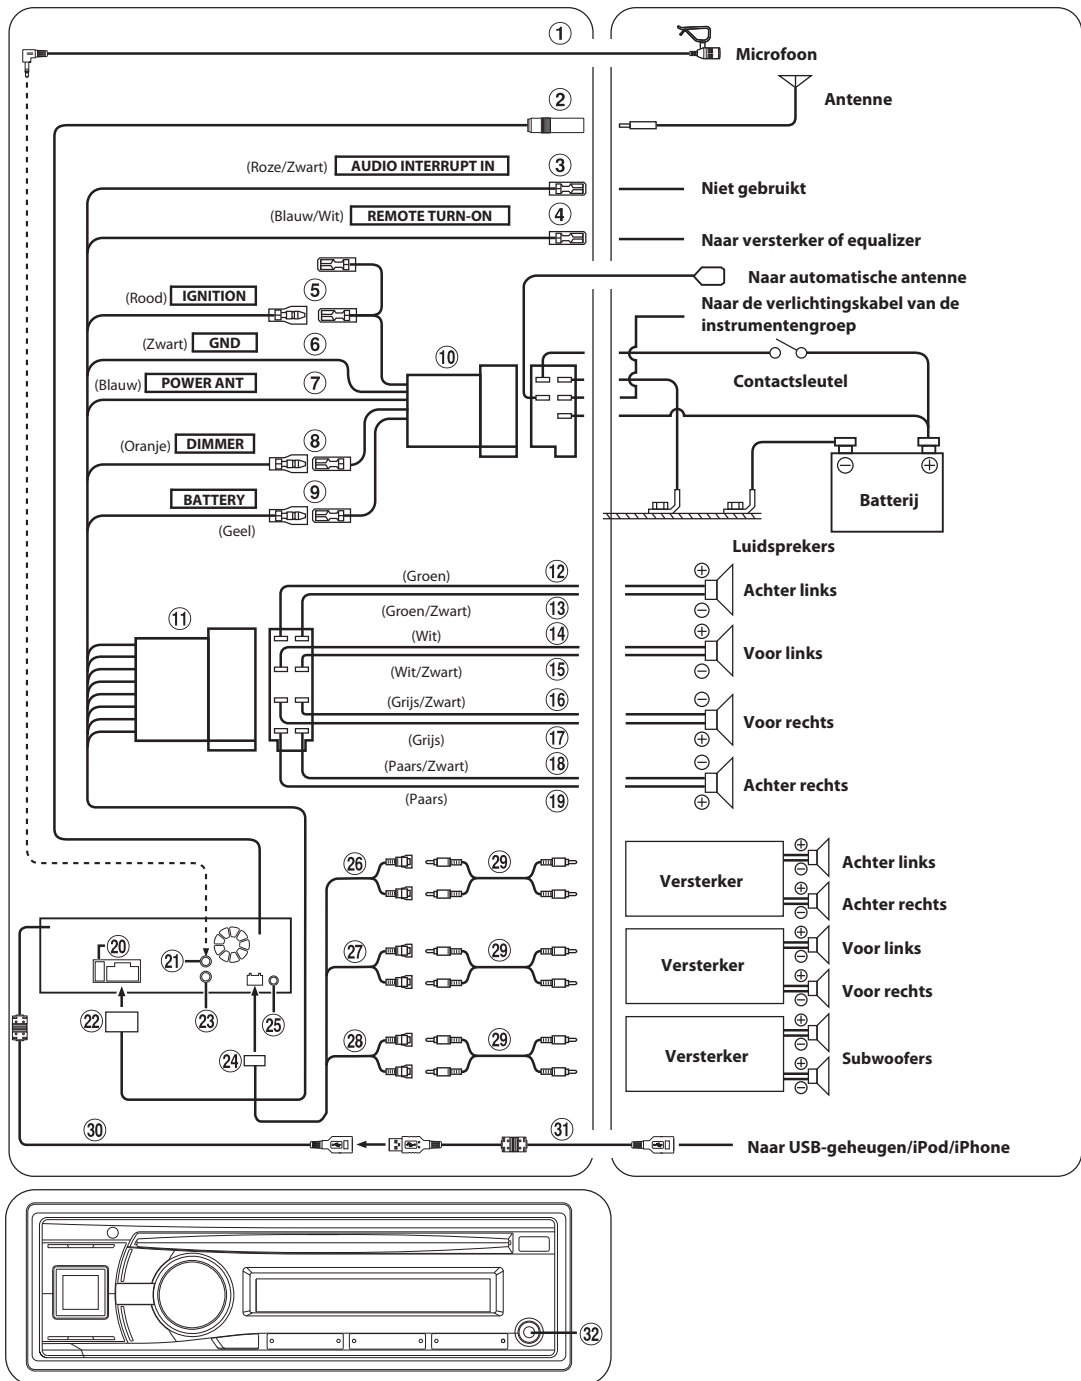 ①
Microfoon
②
Antenne
(Roze/Zwart) AUDIO INTERRUPT IN ③
Niet gebruikt
(Blauw/Wit) REMOTE TURN-ON ④
Naar versterker of equalizer
Naar automatische antenne
(Rood) IGNITION ⑤
Naar de verlichtingskabel van de
instrumentengroep
(Zwart) GND ⑥
⑩
Contactsleutel
(Blauw) POWER ANT ⑦
(Oranje) DIMMER ⑧
⊖ ⊕
Batterij
BATTERY ⑨
(Geel)
Luidsprekers
⑪
(Groen) ⑫
⊕
Achter links
(Groen/Zwart) ⑬
⊖
(Wit) ⑭
⊕
Voor links
(Wit/Zwart) ⑮
⊖
(Grijs/Zwart) ⑯
⊖
Voor rechts
(Grijs) ⑰
⊕
(Paars/Zwart) ⑱
⊖
Achter rechts
(Paars) ⑲
⊕
㉖ ㉙
Versterker
⊕
⊖
Achter links
⊕
⊖
Achter rechts
㉗ ㉙
Versterker
⊕
⊖
Voor links
⊕
⊖
Voor rechts
㉘ ㉙
Versterker
⊕
⊖
Subwoofers
⊕
⊖
⑳
㉑
㉒
㉓
㉔
㉕
㉚
㉛
Naar USB-geheugen/iPod/iPhone
㉜